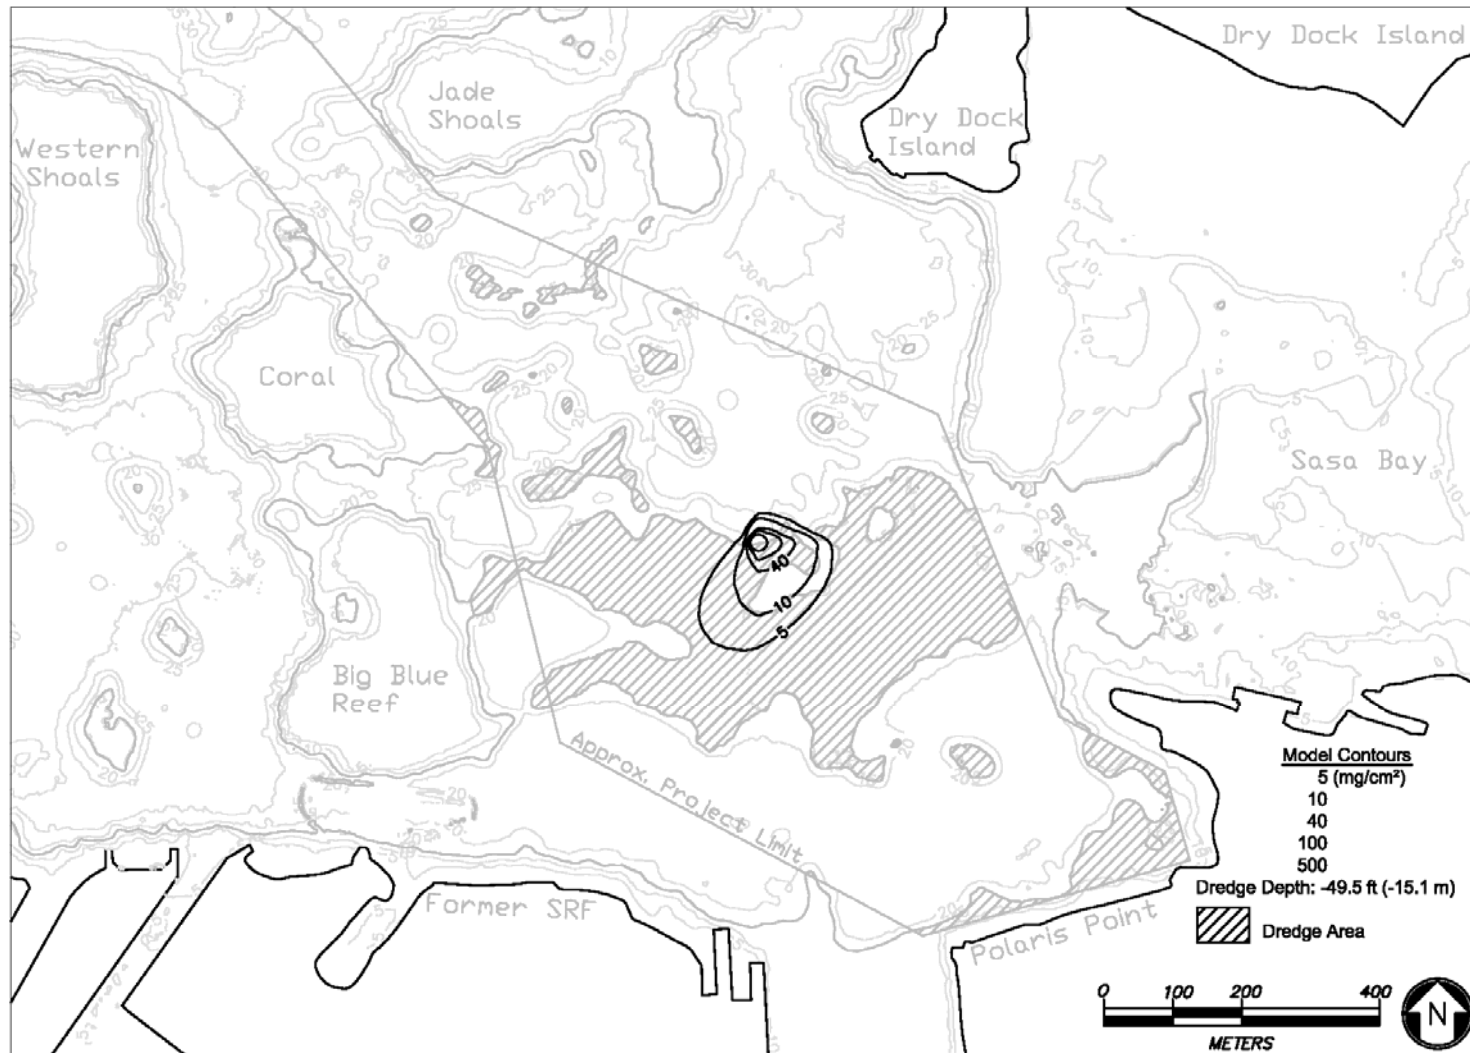 Dry Dock Island
Jade
Shoals
Dry Dock
Island
Western
Shoals
Coral
Sasa Bay
40
10
5
Big Blue
Reef
Approx. Project Limit
Former SRF
Polaris Point
Model Contours
5 (mg/cm²)
10
40
100
500
Dredge Depth: -49.5 ft (-15.1 m)
Dredge Area
0 100 200 400
METERS
N